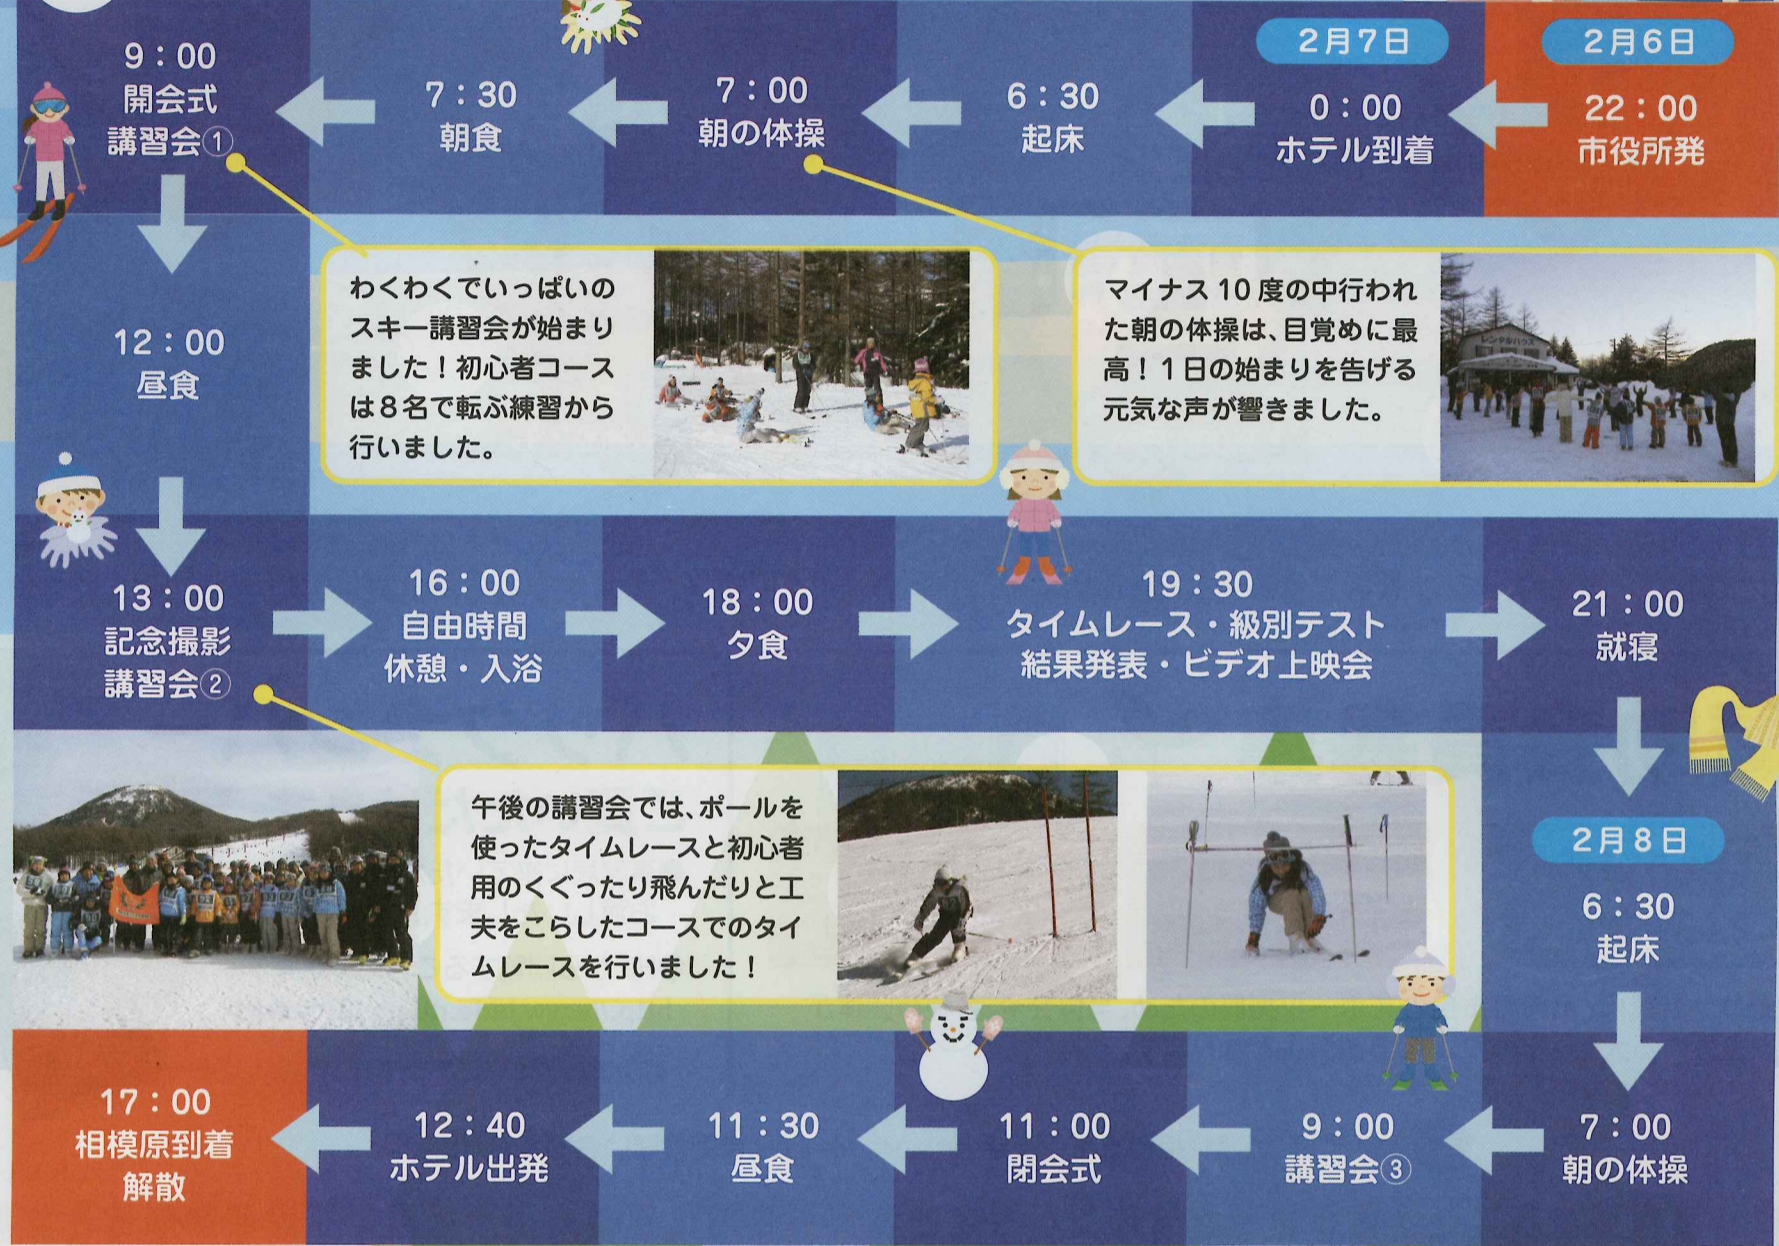 2月6日
22：00
市役所発
2月7日
0：00
ホテル到着
6：30
起床
7：00
朝の体操
マイナス10度の中行われ
た朝の体操は、目覚めに最
高！1日の始まりを告げる
元気な声が響きました。
レンタルハウス
7：30
朝食
9：00
開会式
講習会①
わくわくでいっぱいの
スキー講習会が始まり
ました！初心者コース
は8名で転ぶ練習から
行いました。
12：00
昼食
13：00
記念撮影
講習会②
午後の講習会では、ポールを
使ったタイムレースと初心者
用のくぐったり飛んだりと工
夫をこらしたコースでのタイ
ムレースを行いました！
16：00
自由時間
休憩・入浴
18：00
夕食
19：30
タイムレース・級別テスト
結果発表・ビデオ上映会
21：00
就寝
2月8日
6：30
起床
7：00
朝の体操
9：00
講習会③
11：00
閉会式
11：30
昼食
12：40
ホテル出発
17：00
相模原到着
解散